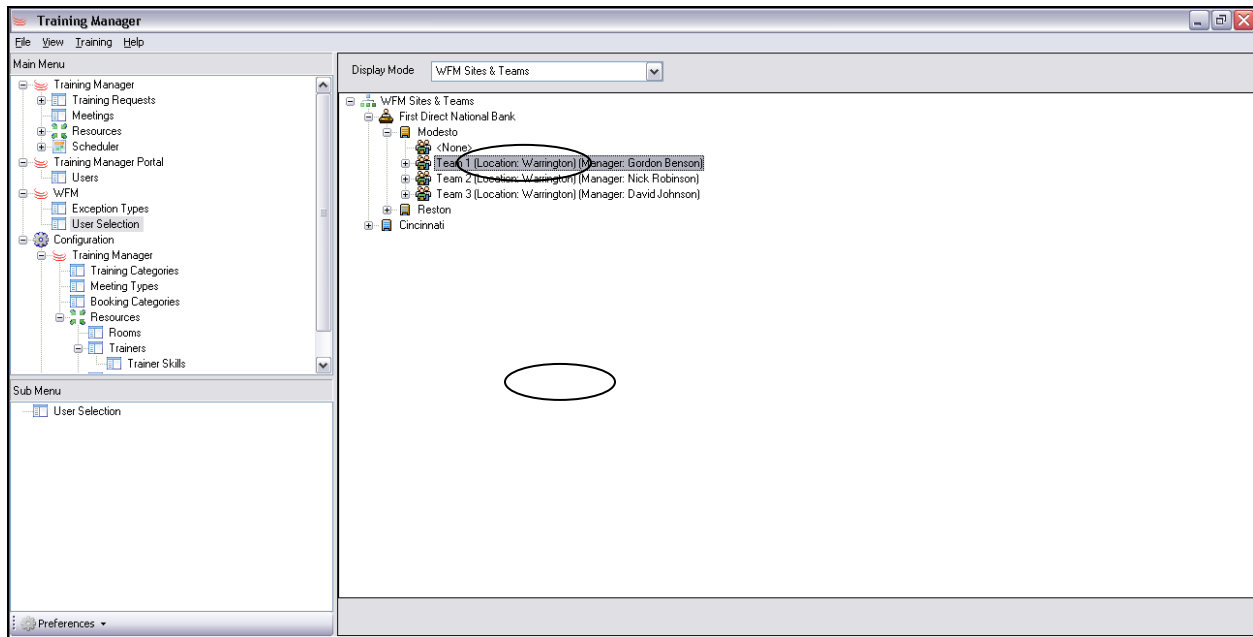 Training Manager
File View Training Help
Main Menu
Training Manager
Training Requests
Meetings
Resources
Scheduler
Training Manager Portal
Users
WFM
Exception Types
User Selection
Configuration
Training Manager
Training Categories
Meeting Types
Booking Categories
Resources
Rooms
Trainers
Trainer Skills
Sub Menu
User Selection
Preferences
Display Mode WFM Sites & Teams
WFM Sites & Teams
First Direct National Bank
Modesto
<None>
Team 1 (Location: Warrington) (Manager: Gordon Benson)
Team 2 (Location: Warrington) (Manager: Nick Robinson)
Team 3 (Location: Warrington) (Manager: David Johnson)
Reston
Cincinnati